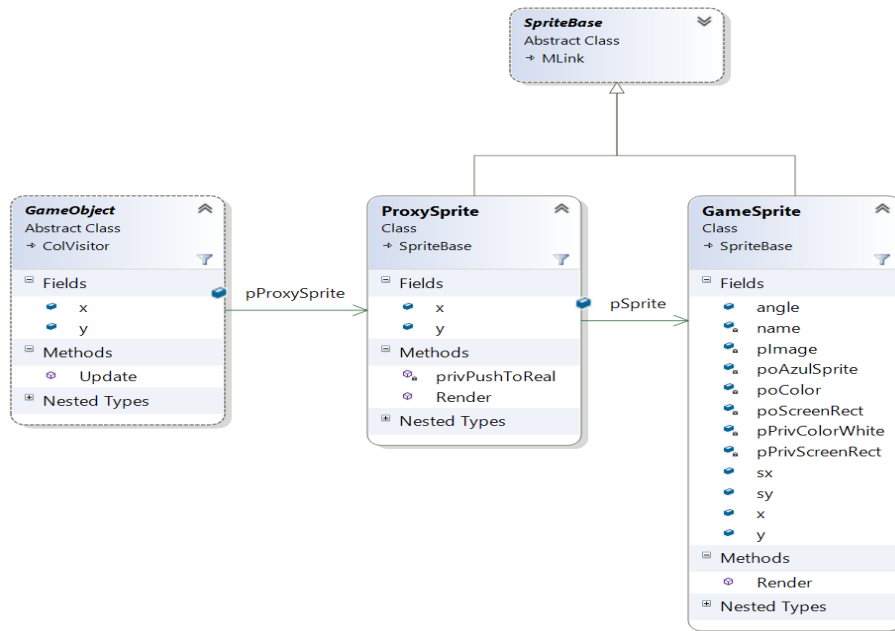 SpriteBase
Abstract Class
MLink
GameObject
Abstract Class
ColVisitor
Fields
x
y
Methods
Update
Nested Types
pProxySprite
ProxySprite
Class
SpriteBase
Fields
x
y
Methods
privPushToReal
Render
Nested Types
pSprite
GameSprite
Class
SpriteBase
Fields
angle
name
pImage
poAzulSprite
poColor
poScreenRect
pPrivColorWhite
pPrivScreenRect
sx
sy
x
y
Methods
Render
Nested Types